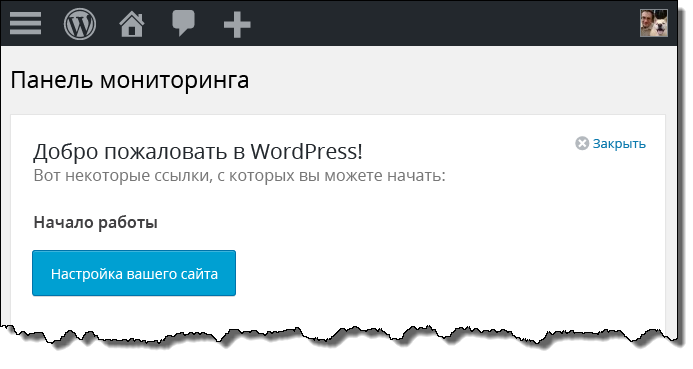 Панель мониторинга
Добро пожаловать в WordPress!
Закрыть
Вот некоторые ссылки, с которых вы можете начать:
Начало работы
Настройка вашего сайта